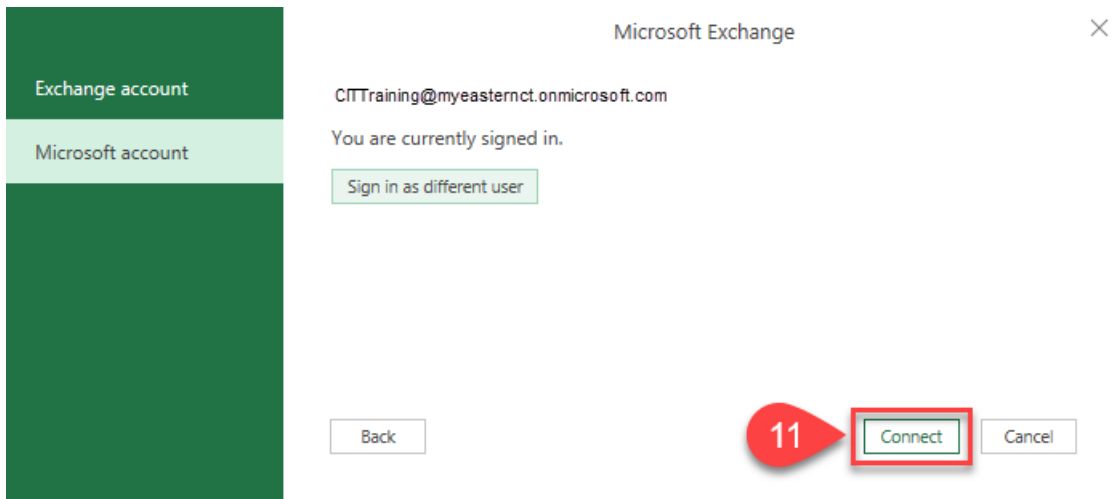 Microsoft Exchange
Exchange account
Microsoft account
CITTraining@myeasternct.onmicrosoft.com
You are currently signed in.
Sign in as different user
Back
11
Connect
Cancel